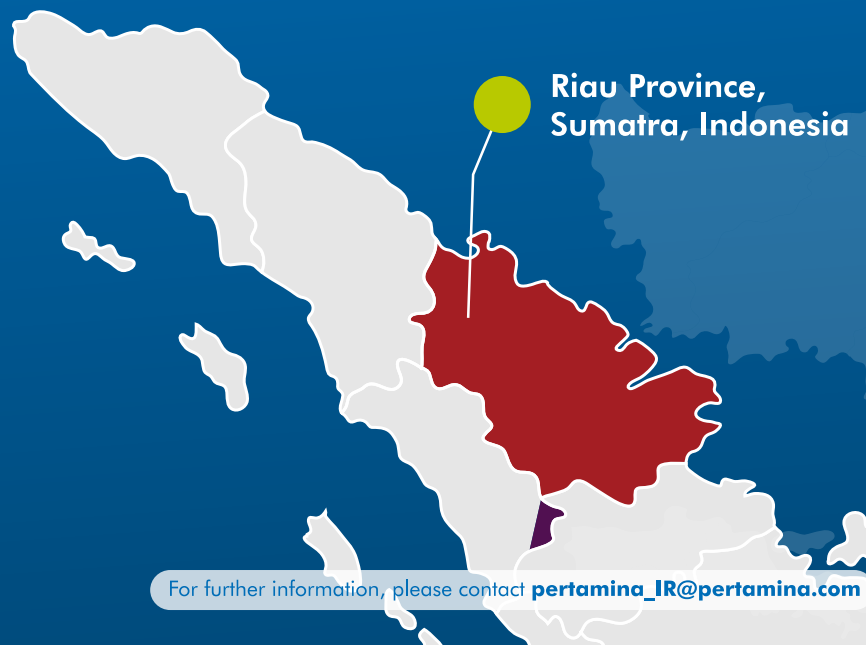 Riau Province,
Sumatra, Indonesia
For further information, please contact pertamina_IR@pertamina.com